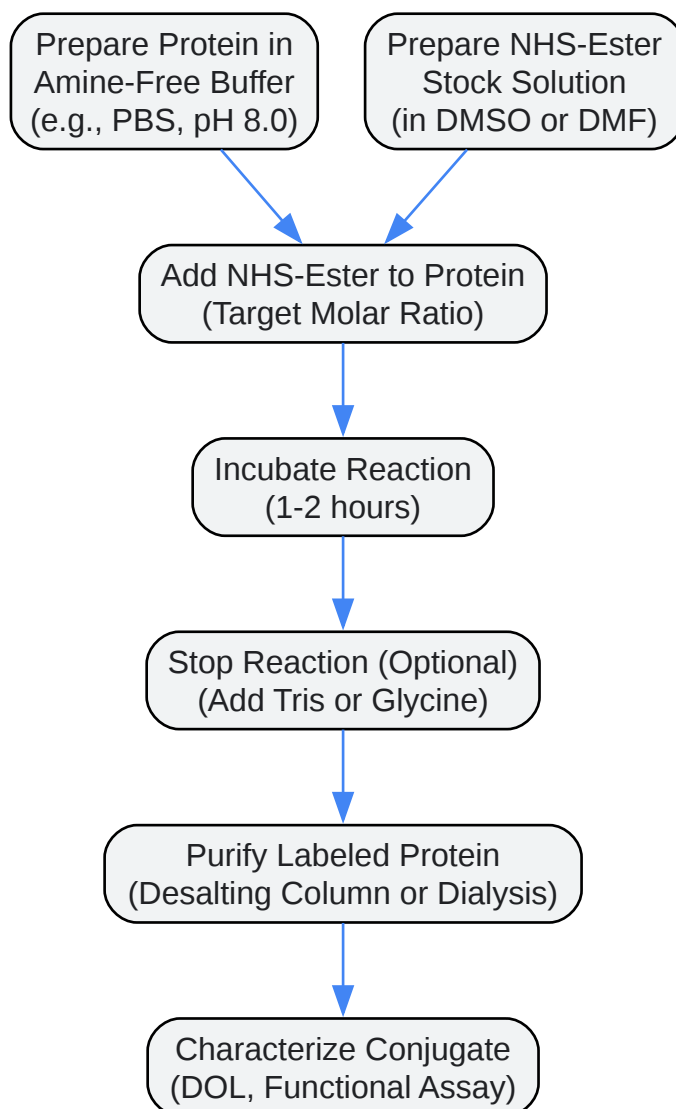 Prepare Protein in
Amine-Free Buffer
(e.g., PBS, pH 8.0)
Prepare NHS-Ester
Stock Solution
(in DMSO or DMF)
Add NHS-Ester to Protein
(Target Molar Ratio)
Incubate Reaction
(1-2 hours)
Stop Reaction (Optional)
(Add Tris or Glycine)
Purify Labeled Protein
(Desalting Column or Dialysis)
Characterize Conjugate
(DOL, Functional Assay)